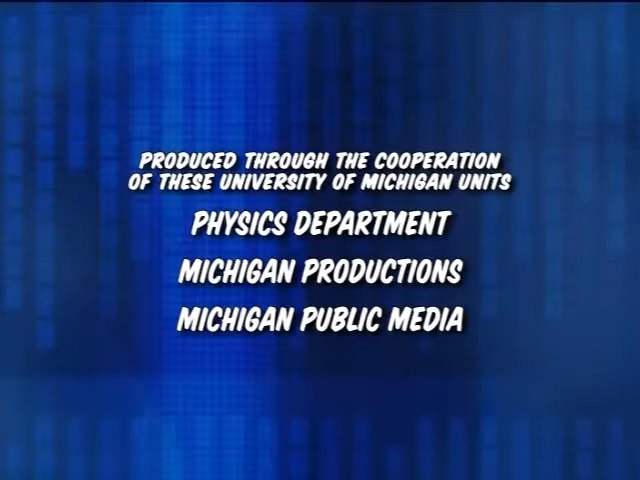 PRODUCED THROUGH THE COOPERATION
OF THESE UNIVERSITY OF MICHIGAN UNITS
PHYSICS DEPARTMENT
MICHIGAN PRODUCTIONS
MICHIGAN PUBLIC MEDIA